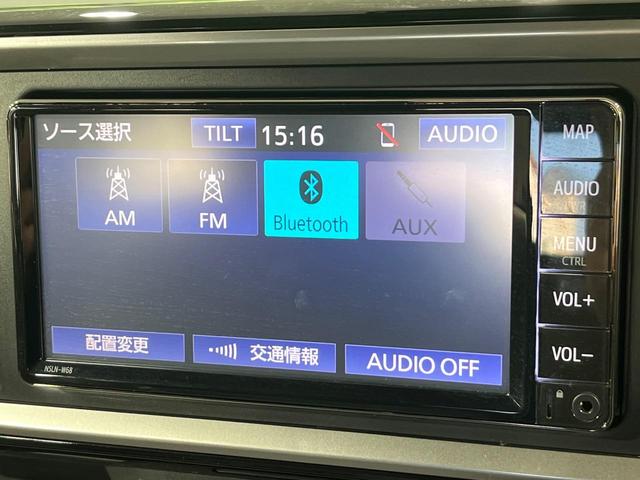 ソース選択 TILT 15:16 AUDIO
AM FM Bluetooth AUX
配置変更 交通情報 AUDIO OFF
NSLN-W68
MAP
AUDIO
MENU
CTRL
VOL+
VOL−